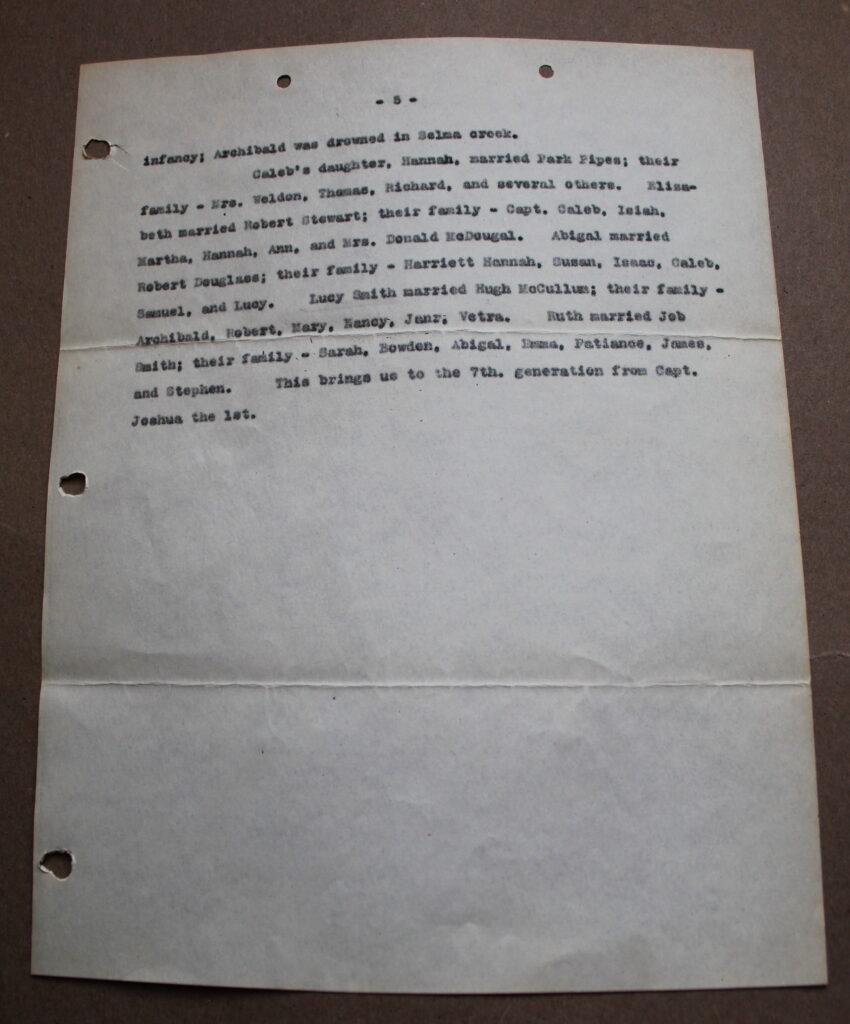 - 5 -
infancy; Archibald was drowned in Selma creek.
Caleb's daughter, Hannah, married Park Pipes; their
family - Mrs. Weldon, Thomas, Richard, and several others. Eliza-
beth married Robert Stewart; their family - Capt. Caleb, Isiah,
Martha, Hannah, Ann, and Mrs. Donald McDougal. Abigal married
Robert Douglass; their family - Harriett Hannah, Susan, Isaac, Caleb,
Samuel, and Lucy. Lucy Smith married Hugh McCullum; their family -
Archibald, Robert, Mary, Nancy, Janr, Vetra. Ruth married Job
Smith; their family - Sarah, Bowden, Abigal, Emma, Patiance, James,
and Stephen. This brings us to the 7th. generation from Capt.
Joshua the 1st.